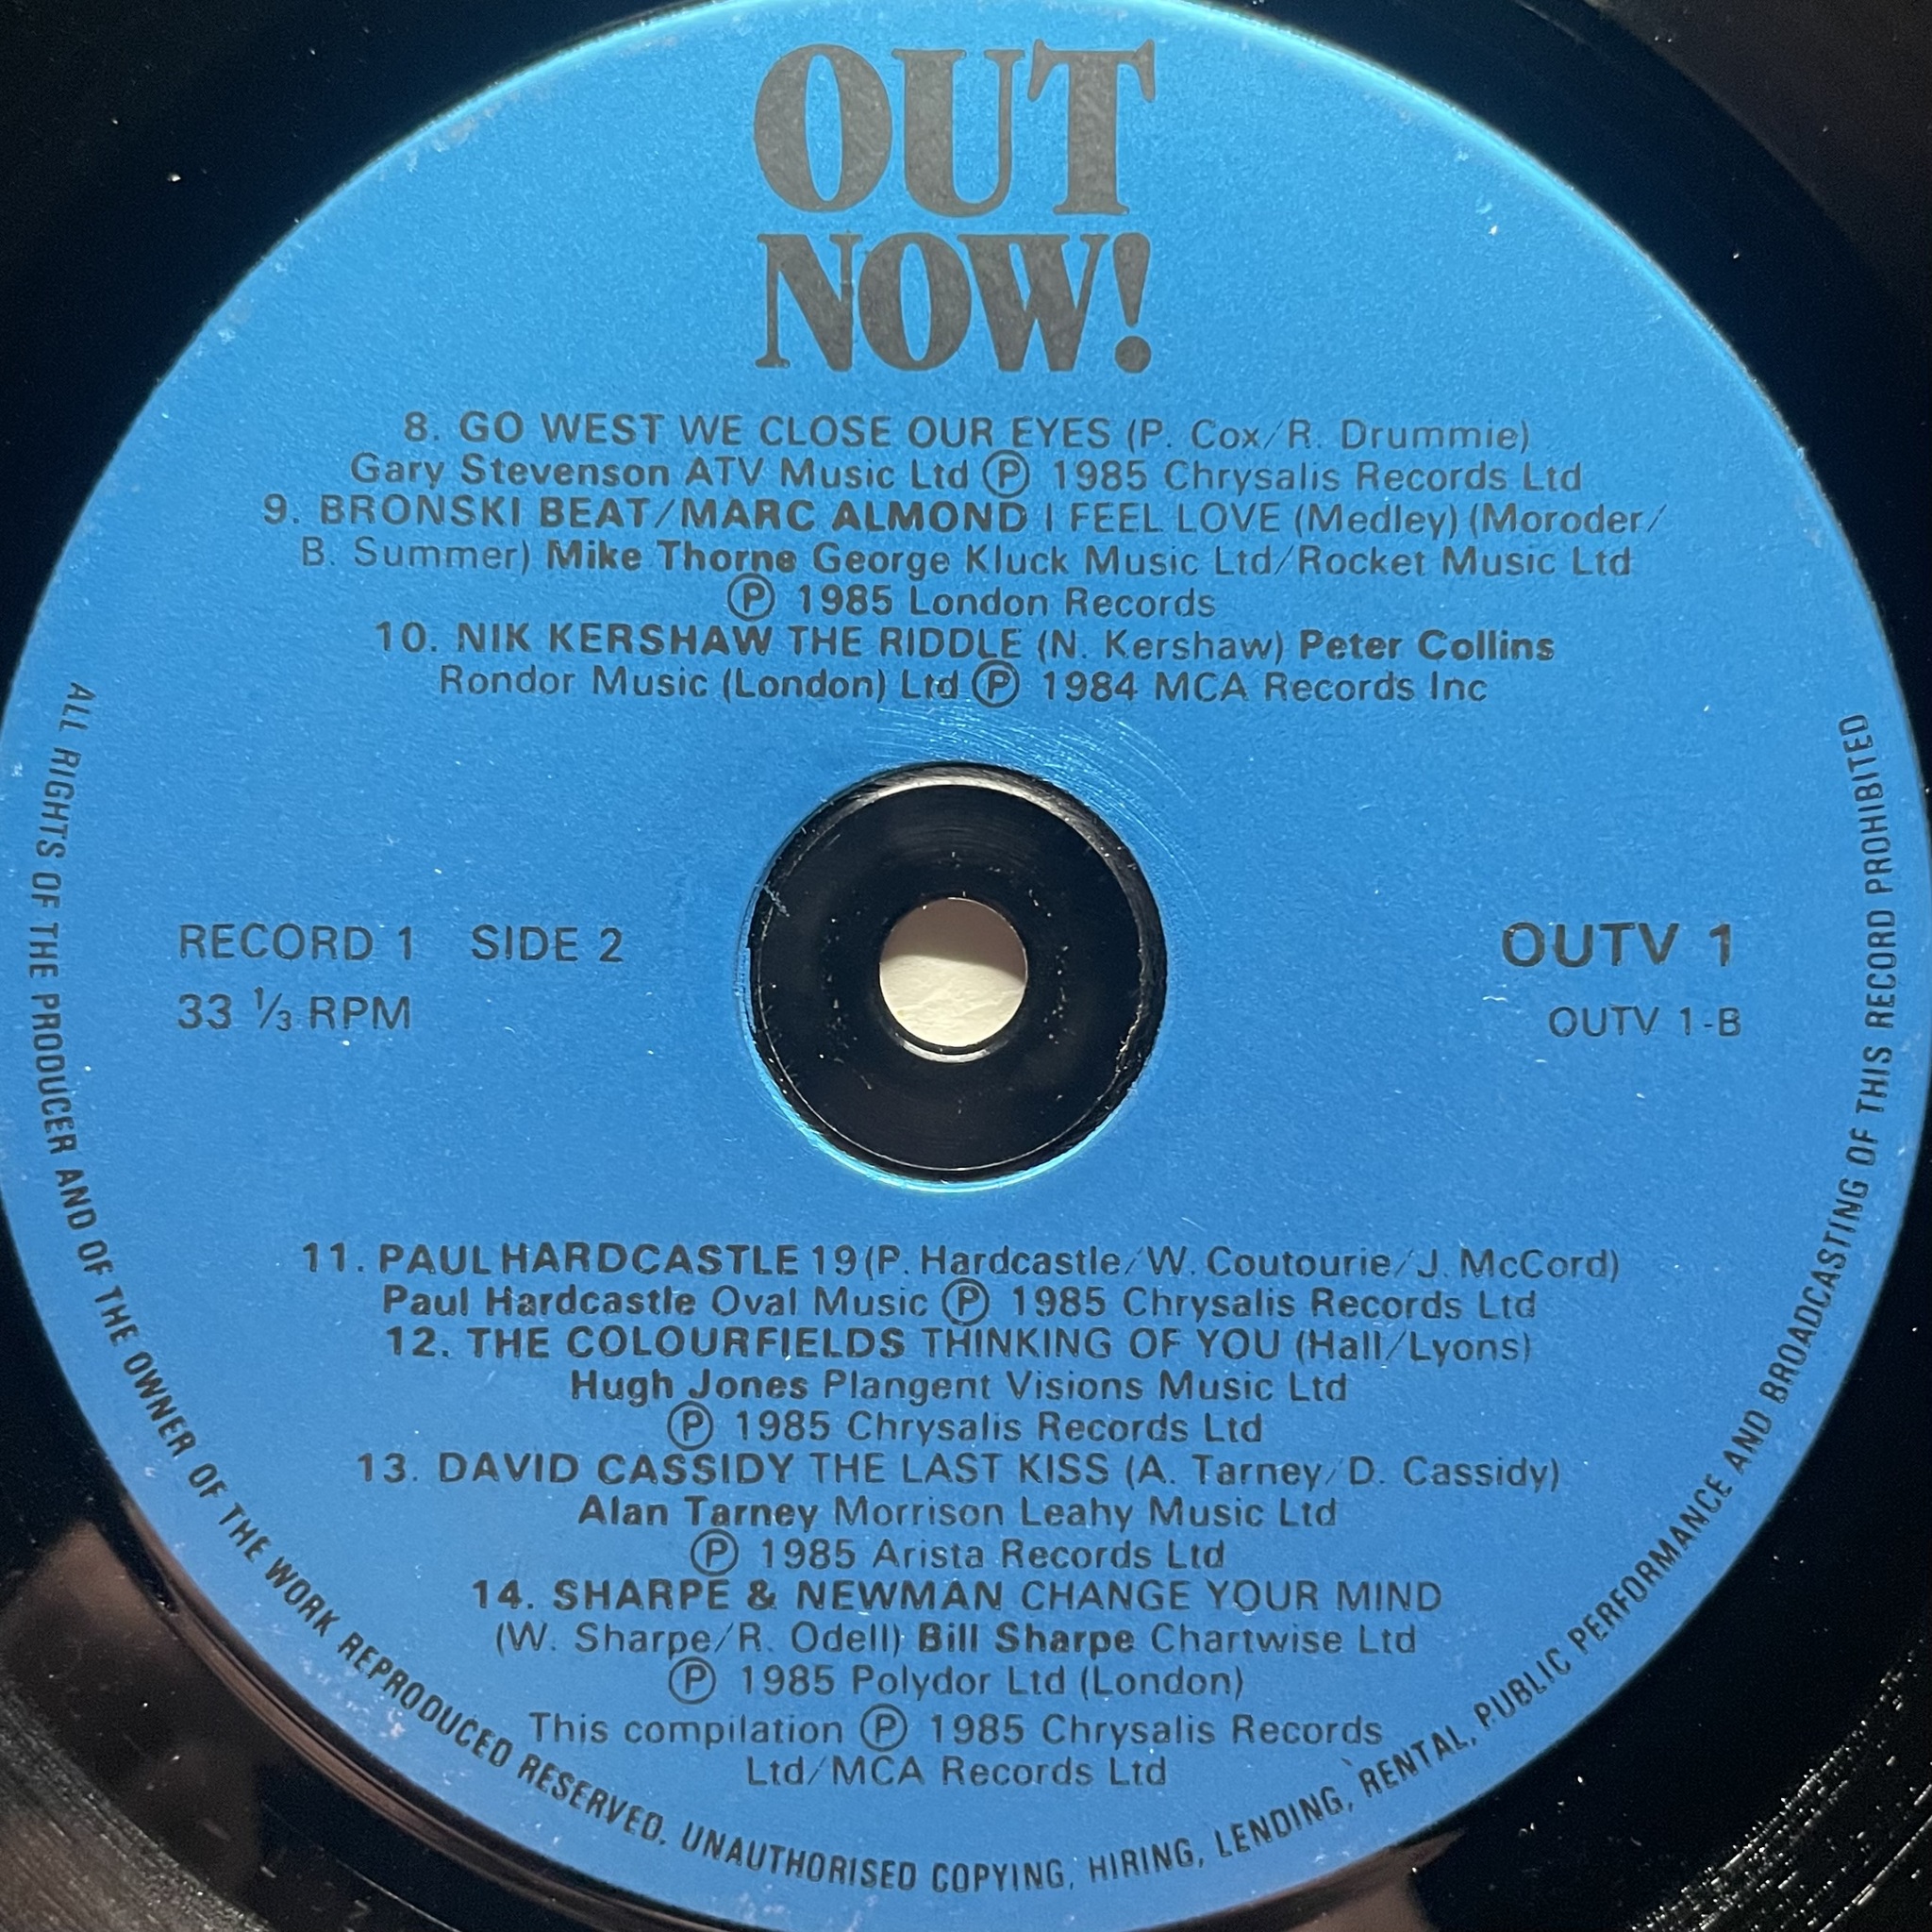 OUT
NOW!
8. GO WEST WE CLOSE OUR EYES (P. Cox/R. Drummie)
Gary Stevenson ATV Music Ltd Ⓟ 1985 Chrysalis Records Ltd
9. BRONSKI BEAT/MARC ALMOND I FEEL LOVE (Medley) (Moroder/
B. Summer) Mike Thorne George Kluck Music Ltd/Rocket Music Ltd
Ⓟ 1985 London Records
10. NIK KERSHAW THE RIDDLE (N. Kershaw) Peter Collins
Rondor Music (London) Ltd Ⓟ 1984 MCA Records Inc
RECORD 1 SIDE 2
33 ⅓ RPM
OUTV 1
OUTV 1-B
11. PAUL HARDCASTLE 19 (P. Hardcastle/W. Coutourie/J. McCord)
Paul Hardcastle Oval Music Ⓟ 1985 Chrysalis Records Ltd
12. THE COLOURFIELDS THINKING OF YOU (Hall/Lyons)
Hugh Jones Plangent Visions Music Ltd
Ⓟ 1985 Chrysalis Records Ltd
13. DAVID CASSIDY THE LAST KISS (A. Tarney/D. Cassidy)
Alan Tarney Morrison Leahy Music Ltd
Ⓟ 1985 Arista Records Ltd
14. SHARPE & NEWMAN CHANGE YOUR MIND
(W. Sharpe/R. Odell) Bill Sharpe Chartwise Ltd
Ⓟ 1985 Polydor Ltd (London)
This compilation Ⓟ 1985 Chrysalis Records
Ltd/MCA Records Ltd
ALL RIGHTS OF THE PRODUCER AND OF THE OWNER OF THE WORK REPRODUCED RESERVED. UNAUTHORISED COPYING, HIRING, LENDING, RENTAL, PUBLIC PERFORMANCE AND BROADCASTING OF THIS RECORD PROHIBITED